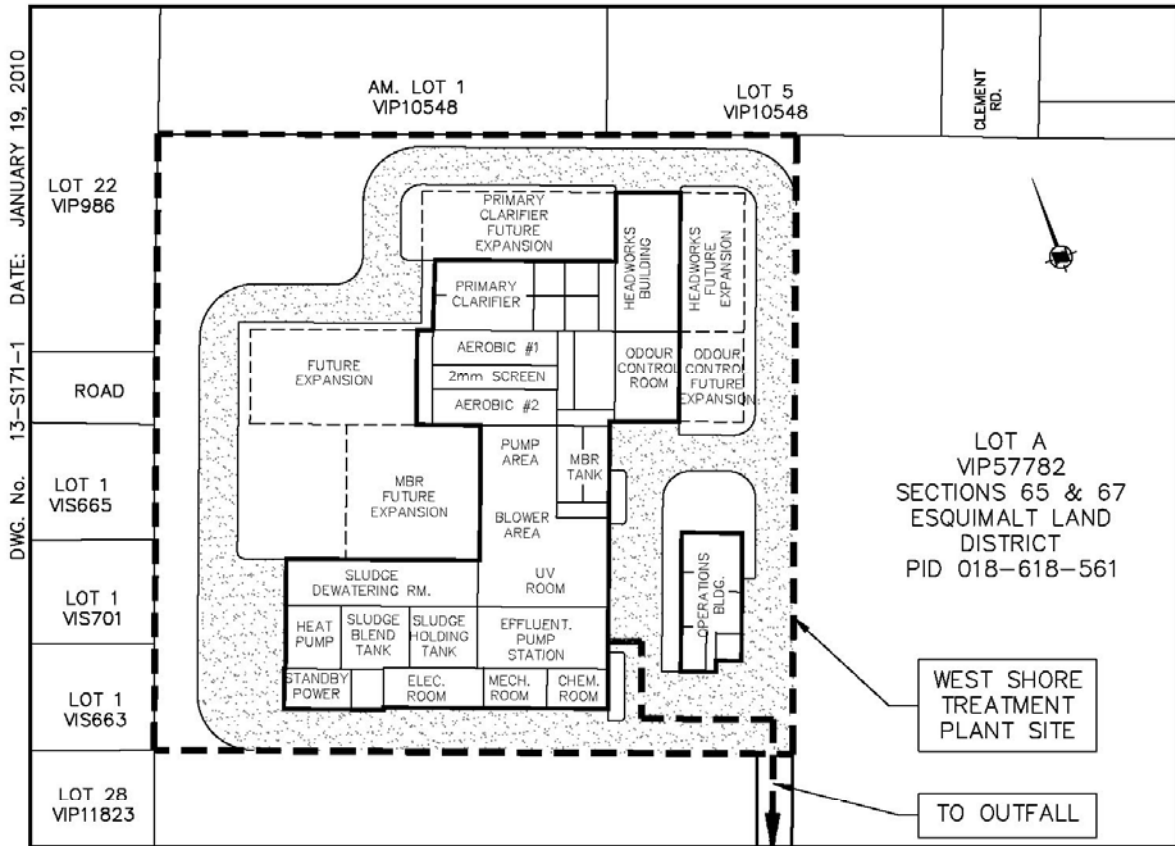 DWG. No. 13-S171-1 DATE: JANUARY 19, 2010
AM. LOT 1
VIP10548
LOT 5
VIP10548
CLEMENT
RD.
LOT 22
VIP986
ROAD
LOT 1
VIS665
LOT 1
VIS701
LOT 1
VIS663
LOT 28
VIP11823
PRIMARY
CLARIFIER
FUTURE
EXPANSION
HEADWORKS
BUILDING
HEADWORKS
FUTURE
EXPANSION
PRIMARY
CLARIFIER
AEROBIC #1
2mm SCREEN
AEROBIC #2
ODOUR
CONTROL
ROOM
ODOUR
CONTROL
FUTURE
EXPANSION
FUTURE
EXPANSION
PUMP
AREA
MBR
TANK
MBR
FUTURE
EXPANSION
BLOWER
AREA
SLUDGE
DEWATERING RM.
UV
ROOM
OPERATIONS
BLDG.
HEAT
PUMP
SLUDGE
BLEND
TANK
SLUDGE
HOLDING
TANK
EFFLUENT.
PUMP
STATION
STANDBY
POWER
ELEC.
ROOM
MECH.
ROOM
CHEM.
ROOM
LOT A
VIP57782
SECTIONS 65 & 67
ESQUIMALT LAND
DISTRICT
PID 018-618-561
WEST SHORE
TREATMENT
PLANT SITE
TO OUTFALL